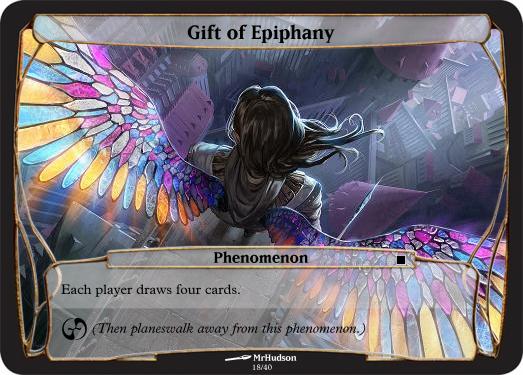 Gift of Epiphany
Phenomenon
Each player draws four cards.
(Then planeswalk away from this phenomenon.)
MrHudson
18/40